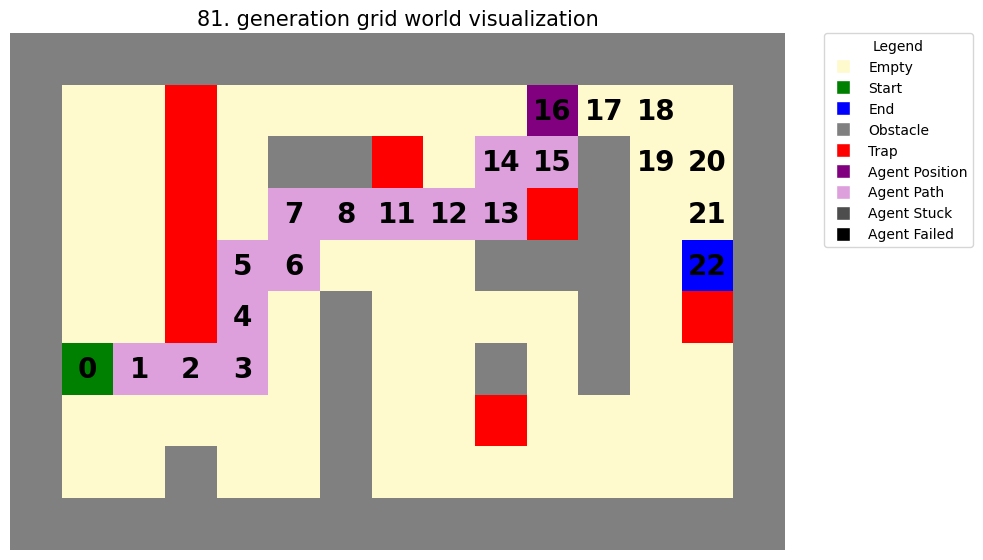 81. generation grid world visualization
16 17 18
14 15 19 20
7 8 11 12 13 21
5 6 22
4
0 1 2 3
Legend
Empty
Start
End
Obstacle
Trap
Agent Position
Agent Path
Agent Stuck
Agent Failed